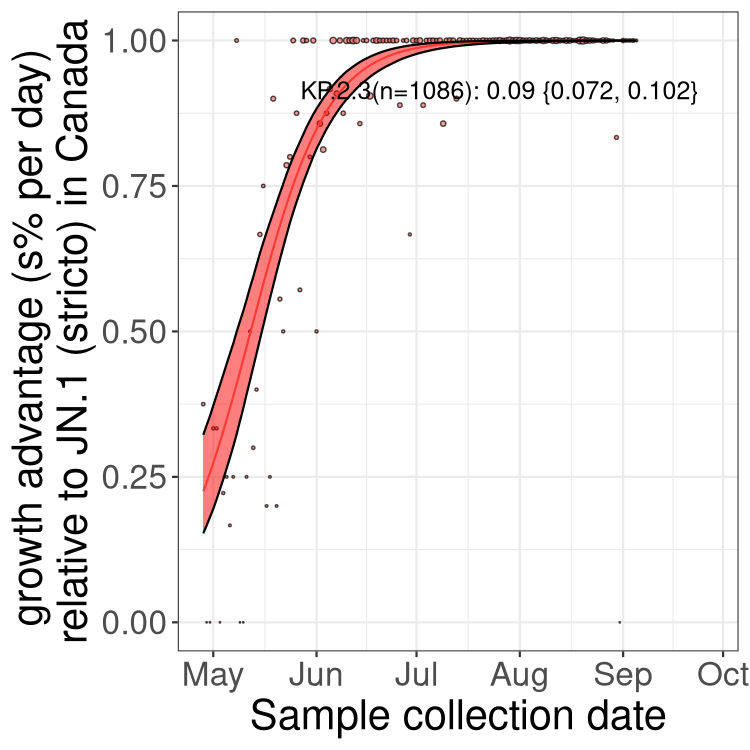 growth advantage (s% per day)
relative to JN.1 (stricto) in Canada
1.00
0.75
0.50
0.25
0.00
KP.2.3(n=1086): 0.09 {0.072, 0.102}
May Jun Jul Aug Sep Oct
Sample collection date